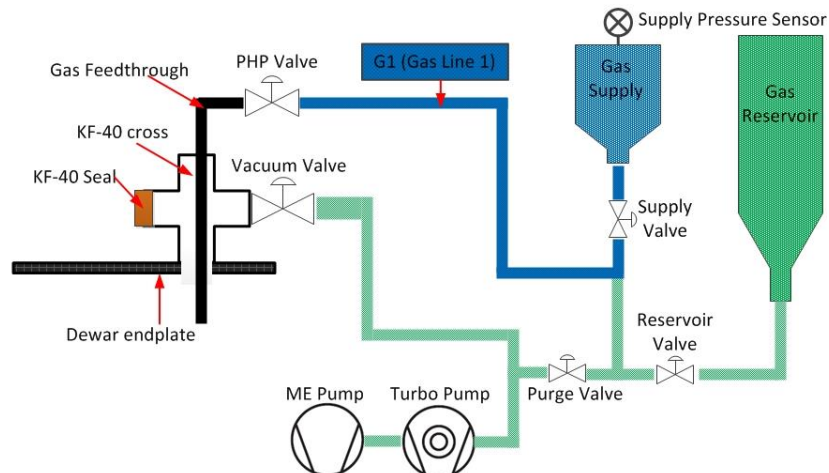 Supply Pressure Sensor
Gas Feedthrough
PHP Valve
G1 (Gas Line 1)
Gas
Supply
Gas
Reservoir
KF-40 cross
KF-40 Seal
Vacuum Valve
Supply
Valve
Dewar endplate
Reservoir
Valve
ME Pump
Turbo Pump
Purge Valve